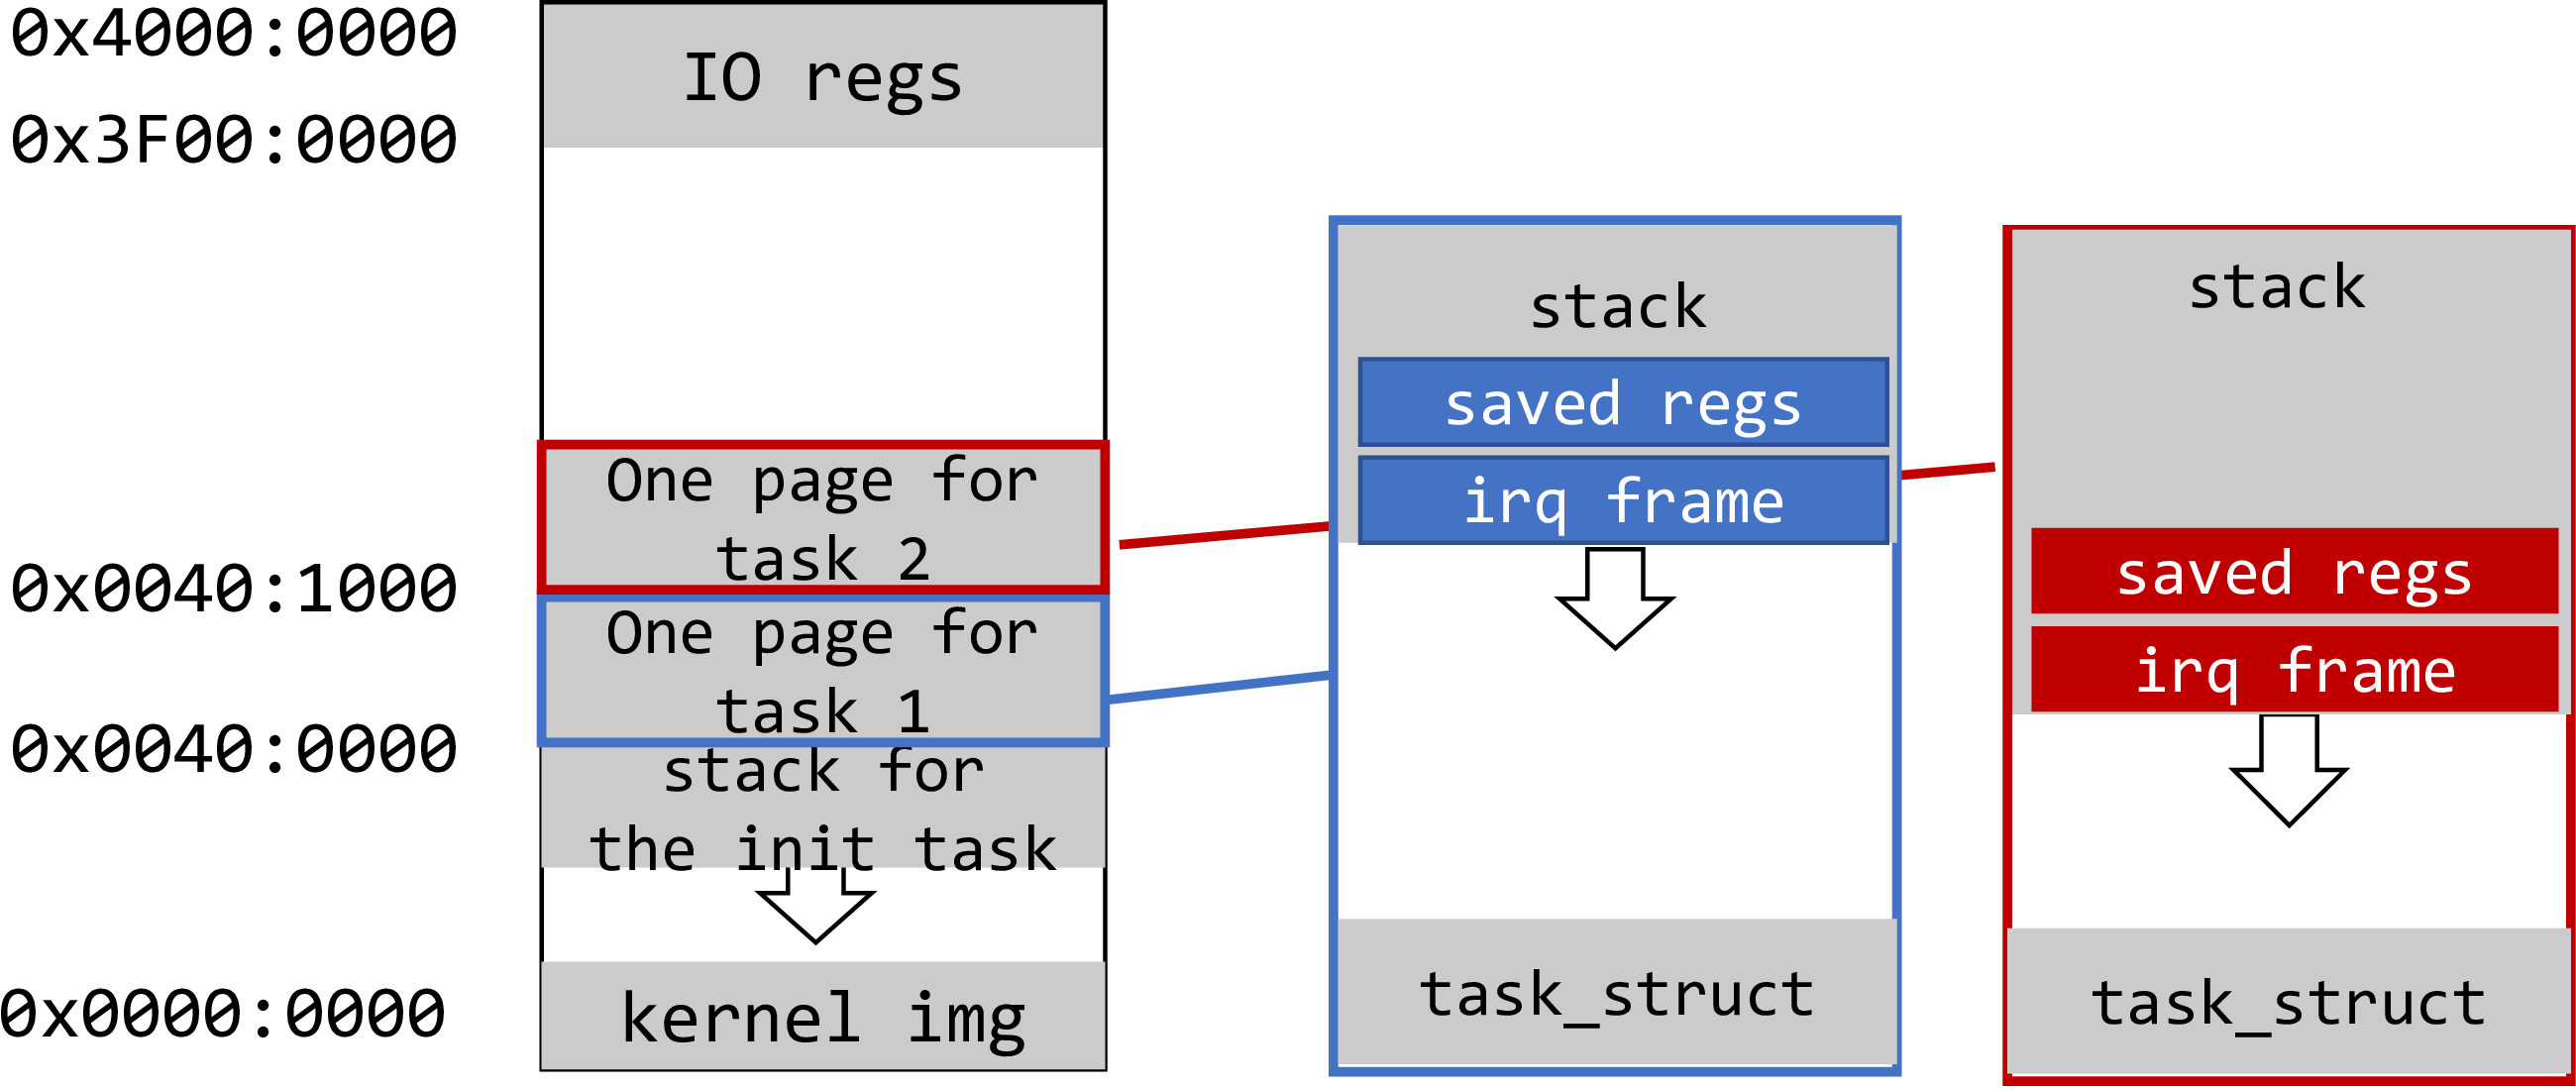 0x4000:0000
IO regs
0x3F00:0000
One page for
task 2
0x0040:1000
One page for
task 1
0x0040:0000
stack for
the init task
0x0000:0000
kernel img
stack
saved regs
irq frame
task_struct
stack
saved regs
irq frame
task_struct